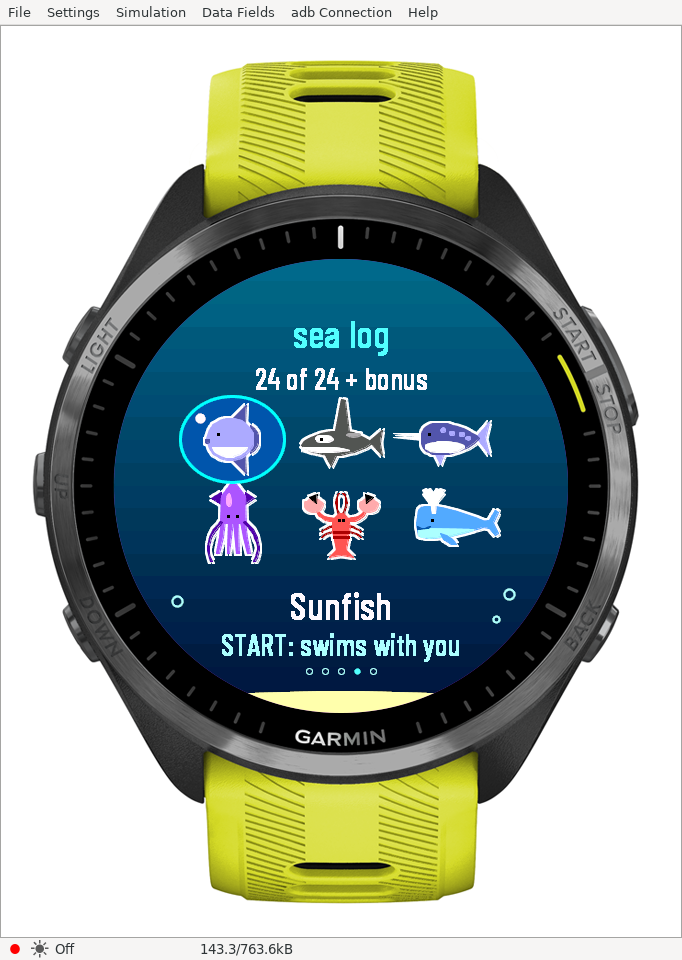 File Settings Simulation Data Fields adb Connection Help
LIGHT
START
STOP
UP
DOWN
BACK
sea log
24 of 24 + bonus
Sunfish
START: swims with you
GARMIN
Off 143.3/763.6kB